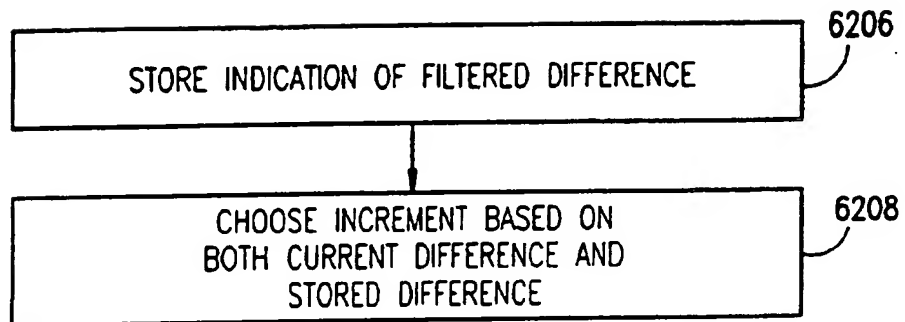 6206
STORE INDICATION OF FILTERED DIFFERENCE
6208
CHOOSE INCREMENT BASED ON
BOTH CURRENT DIFFERENCE AND
STORED DIFFERENCE